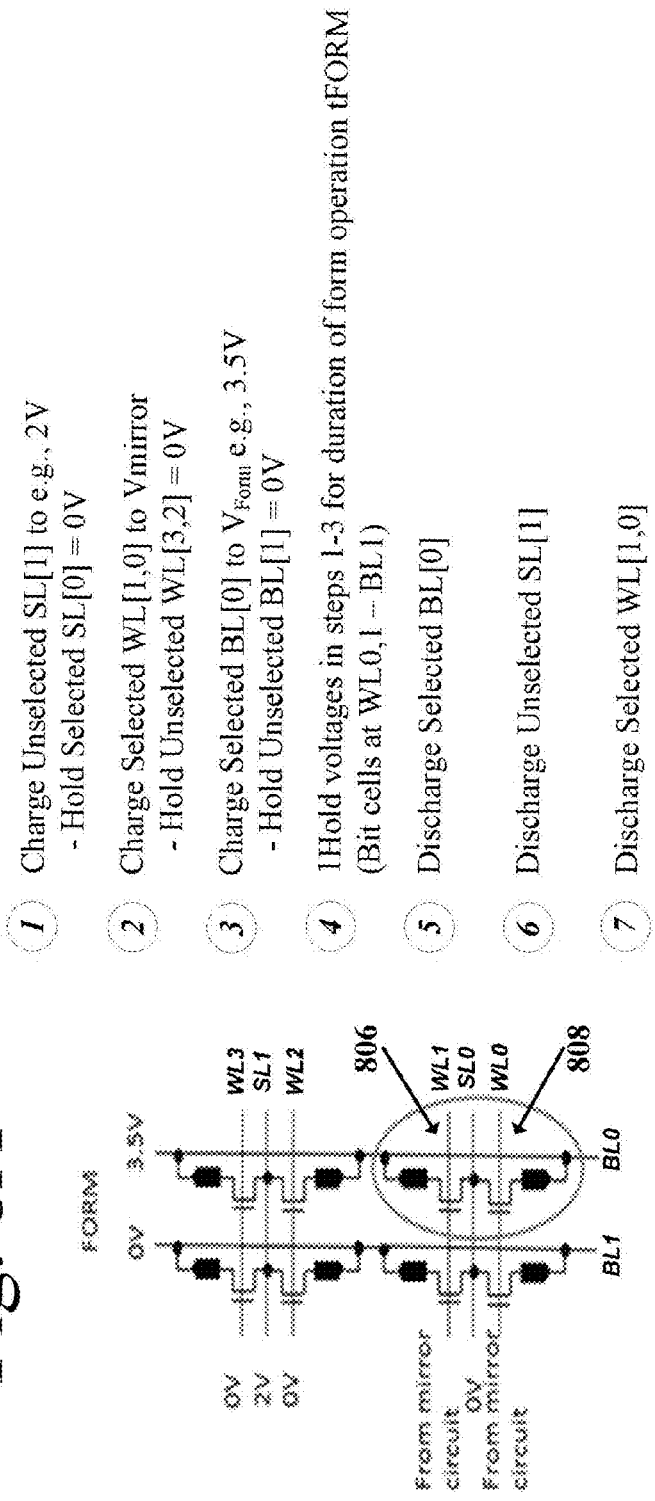 FORM
0V 3.5V
0V WL3
2V SL1
0V WL2
806
From mirror circuit WL1
0V SL0
From mirror circuit WL0
808
BL1 BL0
1 Charge Unselected SL[1] to e.g., 2V
- Hold Selected SL[0] = 0V
2 Charge Selected WL[1,0] to Vmirror
- Hold Unselected WL[3,2] = 0V
3 Charge Selected BL[0] to VForm e.g., 3.5V
- Hold Unselected BL[1] = 0V
4 1Hold voltages in steps 1-3 for duration of form operation tFORM
(Bit cells at WL0,1 – BL1)
5 Discharge Selected BL[0]
6 Discharge Unselected SL[1]
7 Discharge Selected WL[1,0]